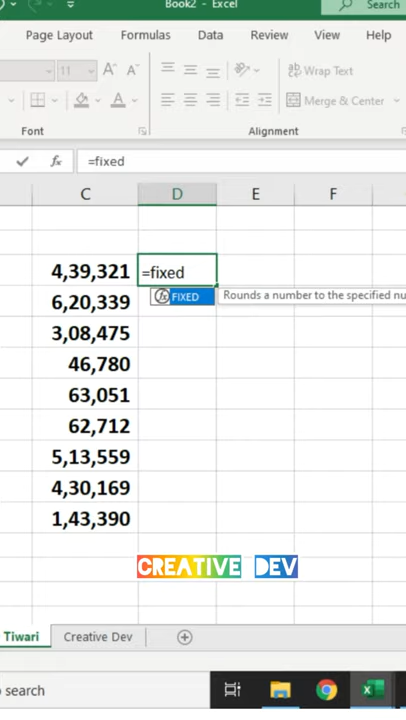 Book2 - Excel
Search
Page Layout Formulas Data Review View Help
11 A A
ab Wrap Text
A
Merge & Center
Font
Alignment
fx =fixed
C D E F
4,39,321 =fixed
fx FIXED Rounds a number to the specified nu
6,20,339
3,08,475
46,780
63,051
62,712
5,13,559
4,30,169
1,43,390
CREATIVE DEV
Tiwari Creative Dev
search